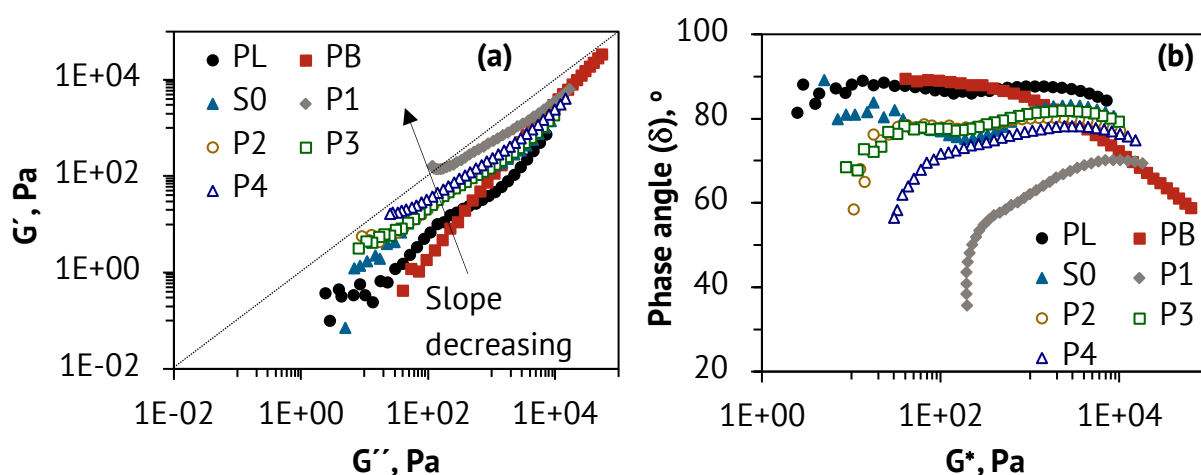 (a)
PL
PB
S0
P1
P2
P3
P4
Slope
decreasing
1E+04
1E+02
1E+00
1E-02
G´, Pa
1E-02
1E+00
1E+02
1E+04
G´´, Pa
(b)
100
80
60
40
20
Phase angle (δ), º
PL
PB
S0
P1
P2
P3
P4
1E+00
1E+02
1E+04
G*, Pa